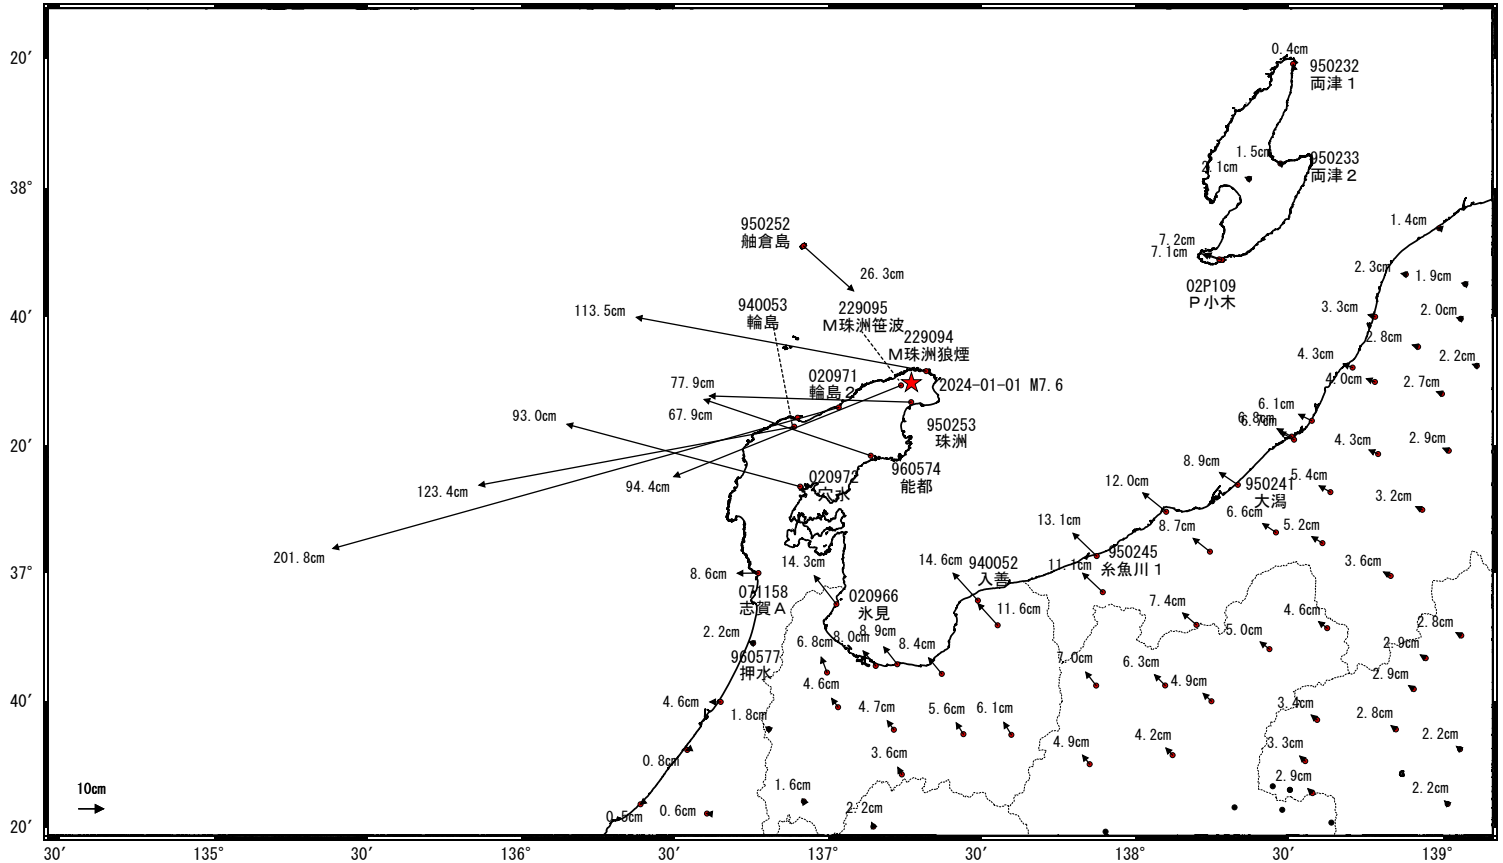 0.4cm
20′
950232
両津１
1.5cm
950233
2.1cm
両津２
38°
1.4cm
950252
舳倉島
7.2cm
7.1cm
2.3cm
26.3cm
1.9cm
02P109
Ｐ小木
940053
輪島
229095
Ｍ珠洲笹波
113.5cm
3.3cm
2.0cm
40′
229094
Ｍ珠洲狼煙
2.8cm
4.3cm
2.2cm
020971
輪島２
77.9cm
2024-01-01 M7.6
4.0cm
2.7cm
93.0cm
67.9cm
6.1cm
6.8cm
6.7cm
950253
珠洲
4.3cm
2.9cm
20′
960574
能都
8.9cm
020972
穴水
12.0cm
950241
大潟
5.4cm
123.4cm
94.4cm
3.2cm
6.6cm
13.1cm
8.7cm
5.2cm
201.8cm
14.3cm
14.6cm
940052
入善
950245
糸魚川１
11.1cm
3.6cm
37°
8.6cm
071158
志賀Ａ
020966
氷見
11.6cm
7.4cm
4.6cm
2.2cm
6.8cm
8.0cm
8.9cm
8.4cm
5.0cm
2.8cm
960577
押水
7.0cm
6.3cm
2.9cm
4.6cm
4.9cm
2.9cm
40′
4.6cm
1.8cm
4.7cm
5.6cm
6.1cm
3.4cm
2.8cm
4.9cm
4.2cm
2.2cm
0.8cm
3.6cm
3.3cm
10cm
1.6cm
2.9cm
2.2cm
0.5cm
0.6cm
2.2cm
20′
30′
135°
30′
136°
30′
137°
30′
138°
30′
139°